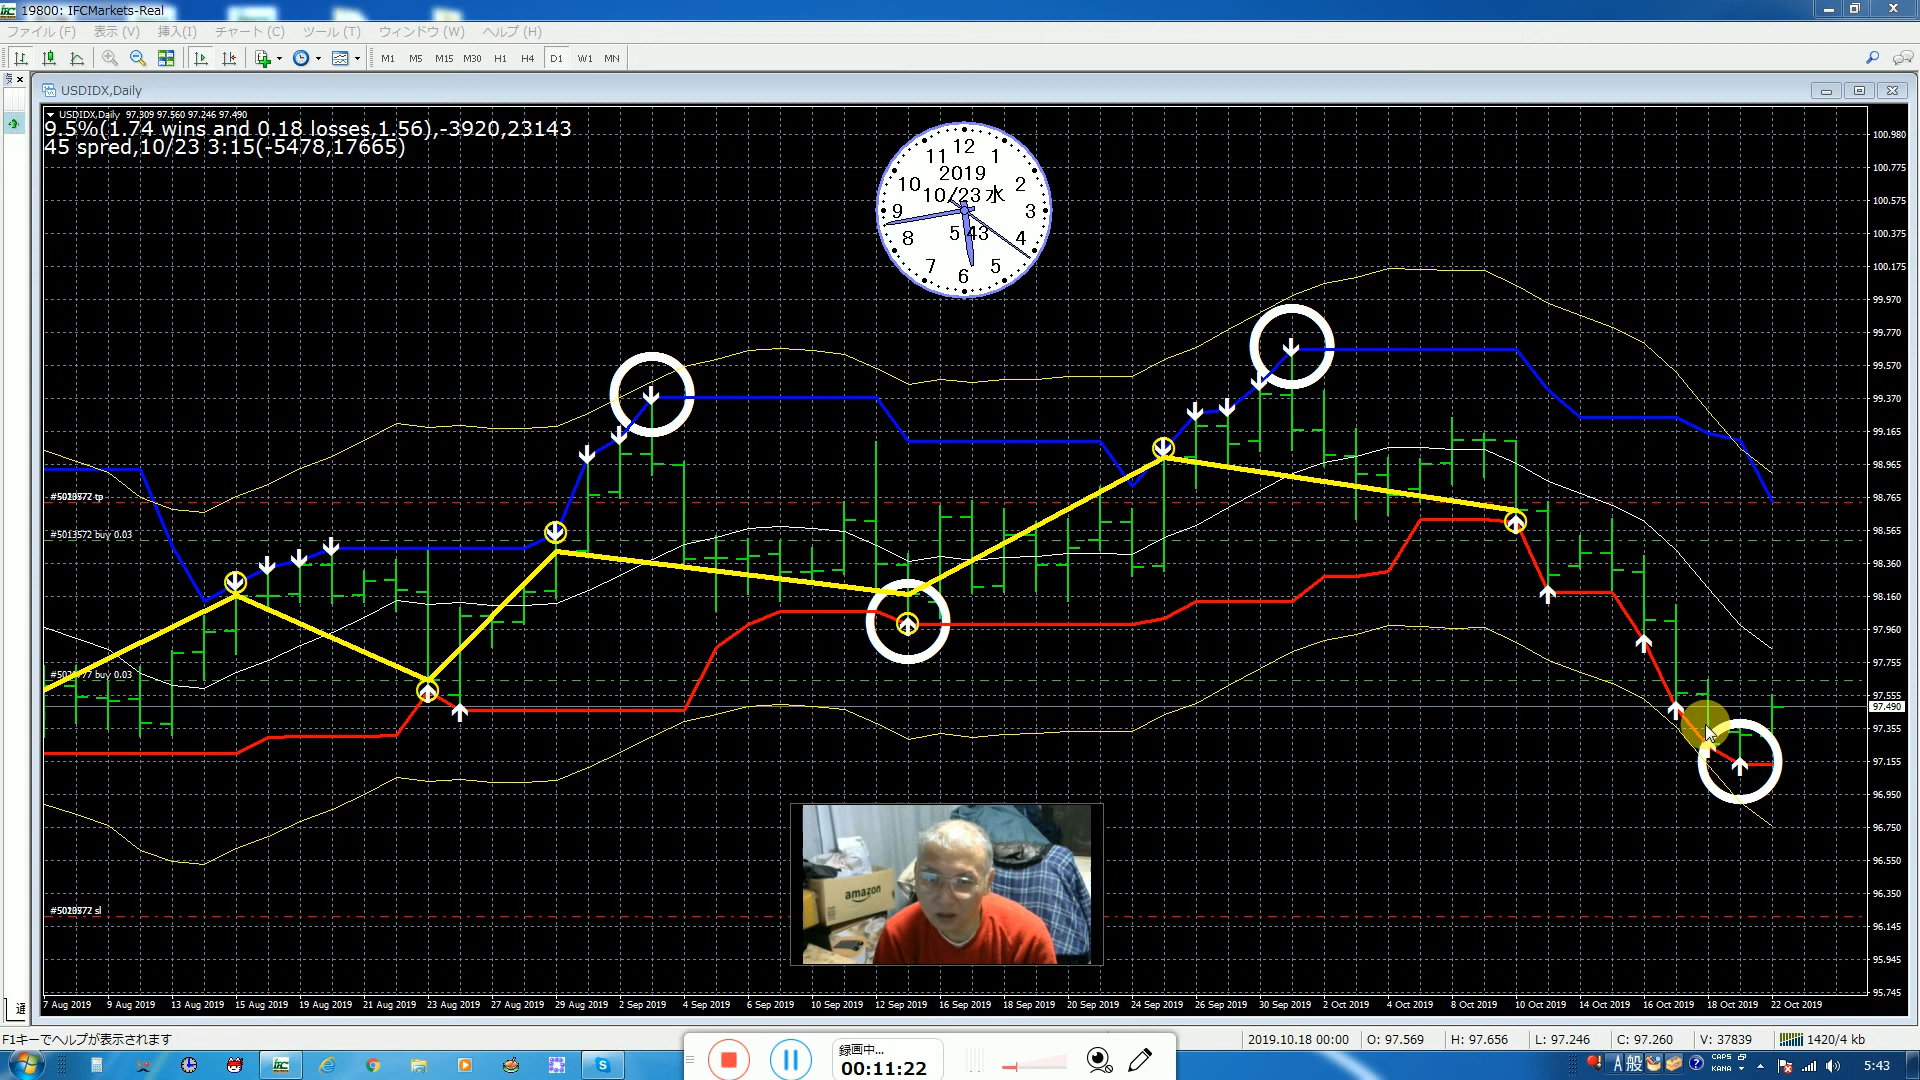 19800: IFCMarkets-Real
ファイル (F) 表示 (V) 挿入(I) チャート (C) ツール (T) ウィンドウ (W) ヘルプ (H)
M1 M5 M15 M30 H1 H4 D1 W1 MN
USDIDX,Daily
USDIDX,Daily 97.309 97.560 97.246 97.490
9.5%(1.74 wins and 0.18 losses,1.56),-3920,23143
45 spred,10/23 3:15(-5478,17665)
12
11 1
2019
10 2
10/23 水
9 3
5 43
8 4
7 5
6
100.980
100.775
100.575
100.375
100.175
99.970
99.770
99.570
99.370
99.165
98.965
98.765
98.565
#5013572 buy 0.03
98.360
98.160
97.960
97.755
97.555
97.490
97.355
97.155
96.950
96.750
96.550
96.350
96.145
95.945
95.745
amazon
7 Aug 2019 9 Aug 2019 13 Aug 2019 15 Aug 2019 19 Aug 2019 21 Aug 2019 23 Aug 2019 27 Aug 2019 29 Aug 2019 2 Sep 2019 4 Sep 2019 6 Sep 2019 10 Sep 2019 12 Sep 2019 16 Sep 2019 18 Sep 2019 20 Sep 2019 24 Sep 2019 26 Sep 2019 30 Sep 2019 2 Oct 2019 4 Oct 2019 8 Oct 2019 10 Oct 2019 14 Oct 2019 16 Oct 2019 18 Oct 2019 22 Oct 2019
F1キーでヘルプが表示されます
2019.10.18 00:00 O: 97.569 H: 97.656 L: 97.246 C: 97.260 V: 37839 1420/4 kb
録画中...
00:11:22
A 般 CAPS KANA
5:43